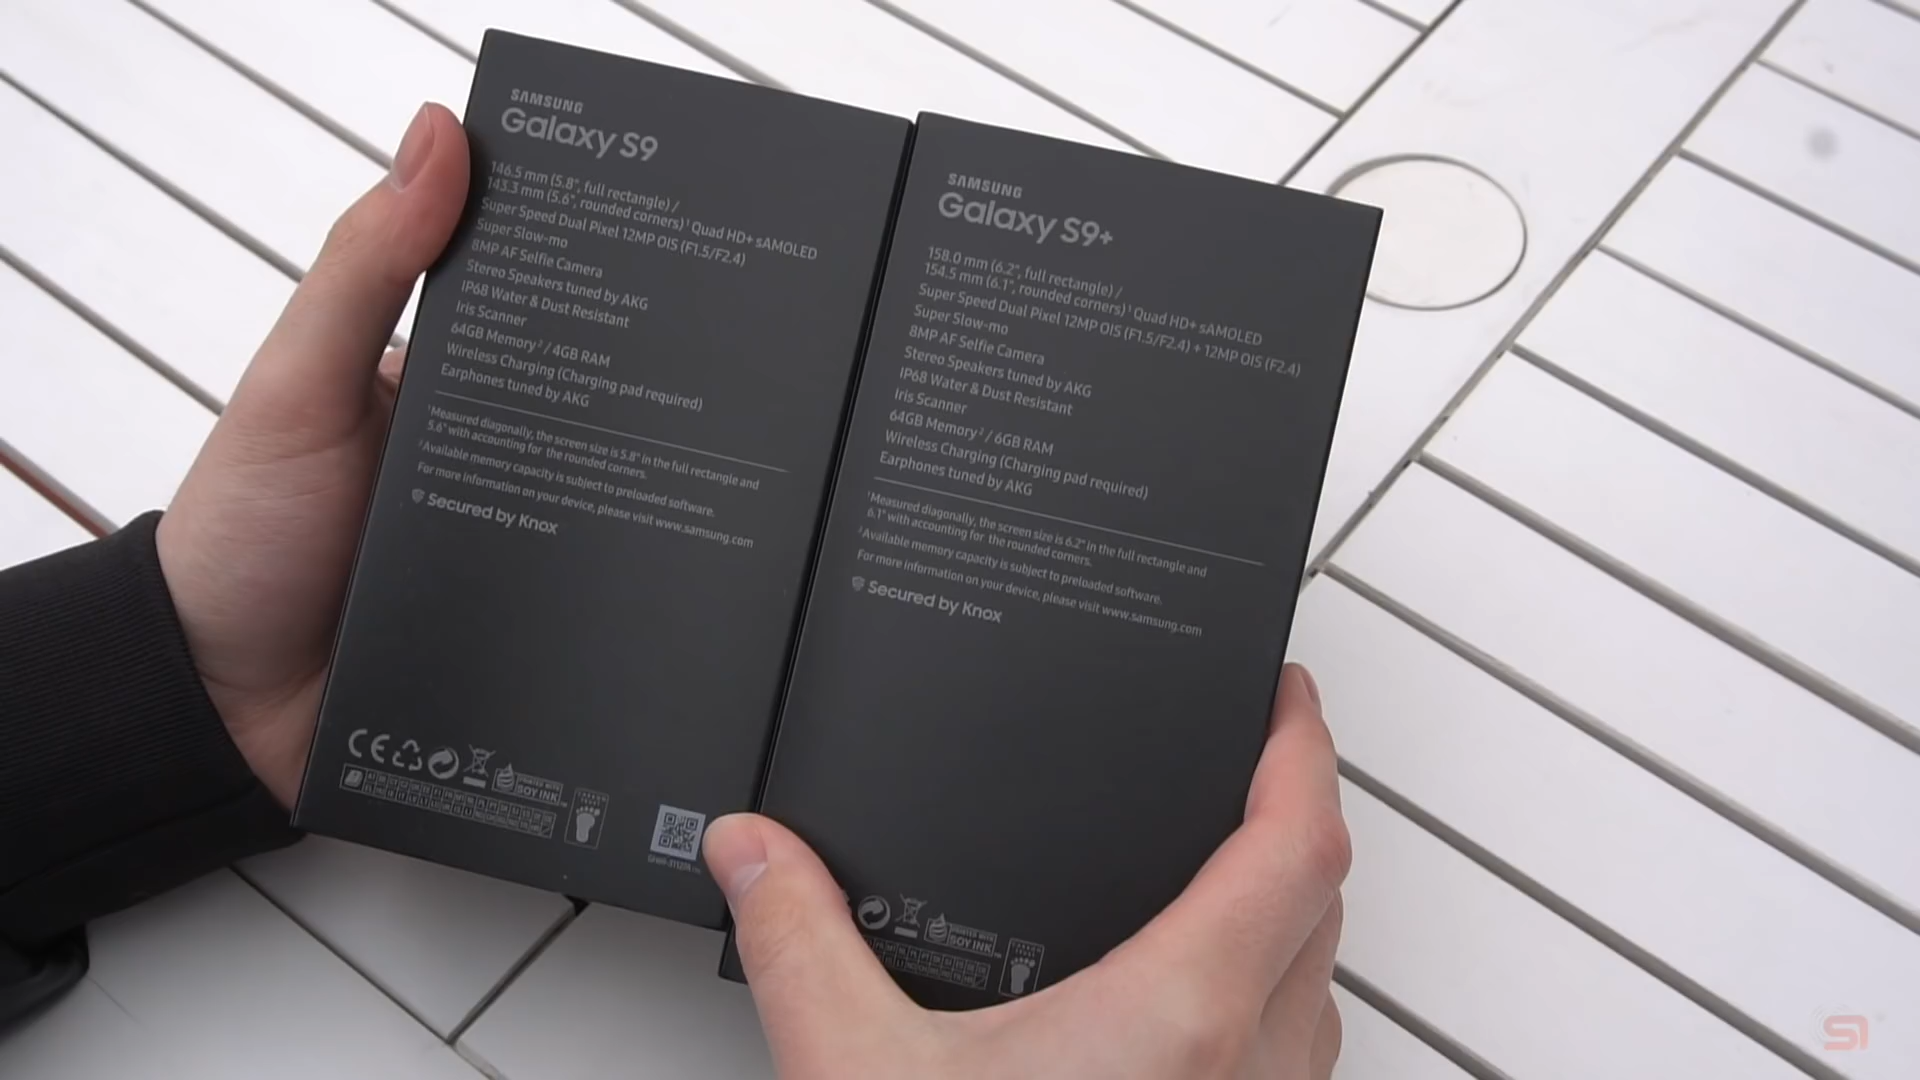 SAMSUNG
Galaxy S9
146.5 mm (5.8", full rectangle) /
143.3 mm (5.6", rounded corners)¹ Quad HD+ sAMOLED
Super Speed Dual Pixel 12MP OIS (F1.5/F2.4)
Super Slow-mo
8MP AF Selfie Camera
Stereo Speakers tuned by AKG
IP68 Water & Dust Resistant
Iris Scanner
64GB Memory² / 4GB RAM
Wireless Charging (Charging pad required)
Earphones tuned by AKG
¹Measured diagonally, the screen size is 5.8" in the full rectangle and
5.6" with accounting for the rounded corners.
²Available memory capacity is subject to preloaded software.
For more information on your device, please visit www.samsung.com
Secured by Knox
CE
PRINTED WITH
SOY INK
SAMSUNG
Galaxy S9+
158.0 mm (6.2", full rectangle) /
154.5 mm (6.1", rounded corners)¹ Quad HD+ sAMOLED
Super Speed Dual Pixel 12MP OIS (F1.5/F2.4) + 12MP OIS (F2.4)
Super Slow-mo
8MP AF Selfie Camera
Stereo Speakers tuned by AKG
IP68 Water & Dust Resistant
Iris Scanner
64GB Memory² / 6GB RAM
Wireless Charging (Charging pad required)
Earphones tuned by AKG
¹Measured diagonally, the screen size is 6.2" in the full rectangle and
6.1" with accounting for the rounded corners.
²Available memory capacity is subject to preloaded software.
For more information on your device, please visit www.samsung.com
Secured by Knox
PRINTED WITH
SOY INK